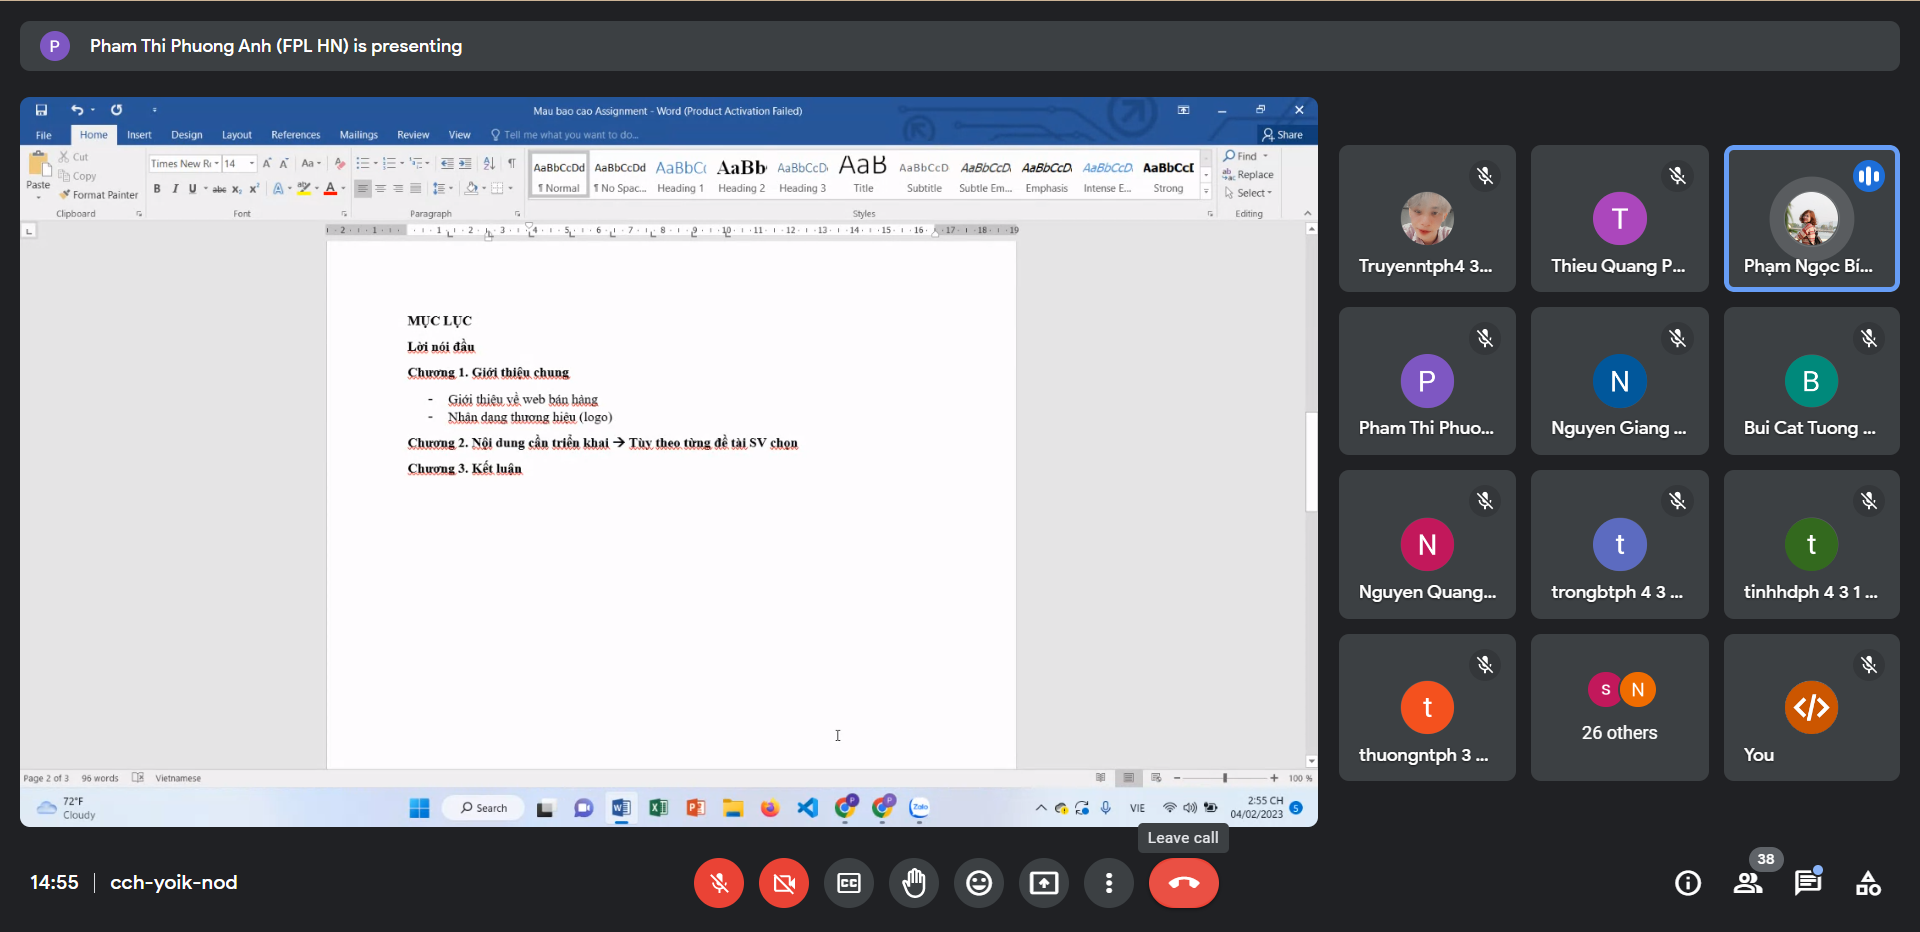 P Pham Thi Phuong Anh (FPL HN) is presenting
Mau bao cao Assignment - Word (Product Activation Failed)
File Home Insert Design Layout References Mailings Review View Tell me what you want to do... Share
Cut
Copy
Format Painter
Paste
Clipboard
Times New Ro 14
Font
Paragraph
AaBbCcDd AaBbCcDd AaBbC( AaBb( AaBbCcD AaB AaBbCcD AaBbCcDi AaBbCcDt AaBbCcDi AaBbCcI
¶ Normal ¶ No Spac... Heading 1 Heading 2 Heading 3 Title Subtitle Subtle Em... Emphasis Intense E... Strong
Styles
Find
Replace
Select
Editing
MỤC LỤC
Lời nói đầu
Chương 1. Giới thiệu chung
- Giới thiệu về web bán hàng
- Nhận dạng thương hiệu (logo)
Chương 2. Nội dung cần triển khai → Tùy theo từng đề tài SV chọn
Chương 3. Kết luận
Page 2 of 3 96 words Vietnamese 100 %
72°F
Cloudy
Search
VIE
2:55 CH
04/02/2023
5
Truyenntph4 3...
T
Thieu Quang P...
Phạm Ngọc Bí...
P
Pham Thi Phuo...
N
Nguyen Giang ...
B
Bui Cat Tuong ...
N
Nguyen Quang...
t
trongbtph 4 3 ...
t
tinhhdph 4 3 1 ...
t
thuongntph 3 ...
S N
26 others
You
Leave call
14:55 | cch-yoik-nod
38